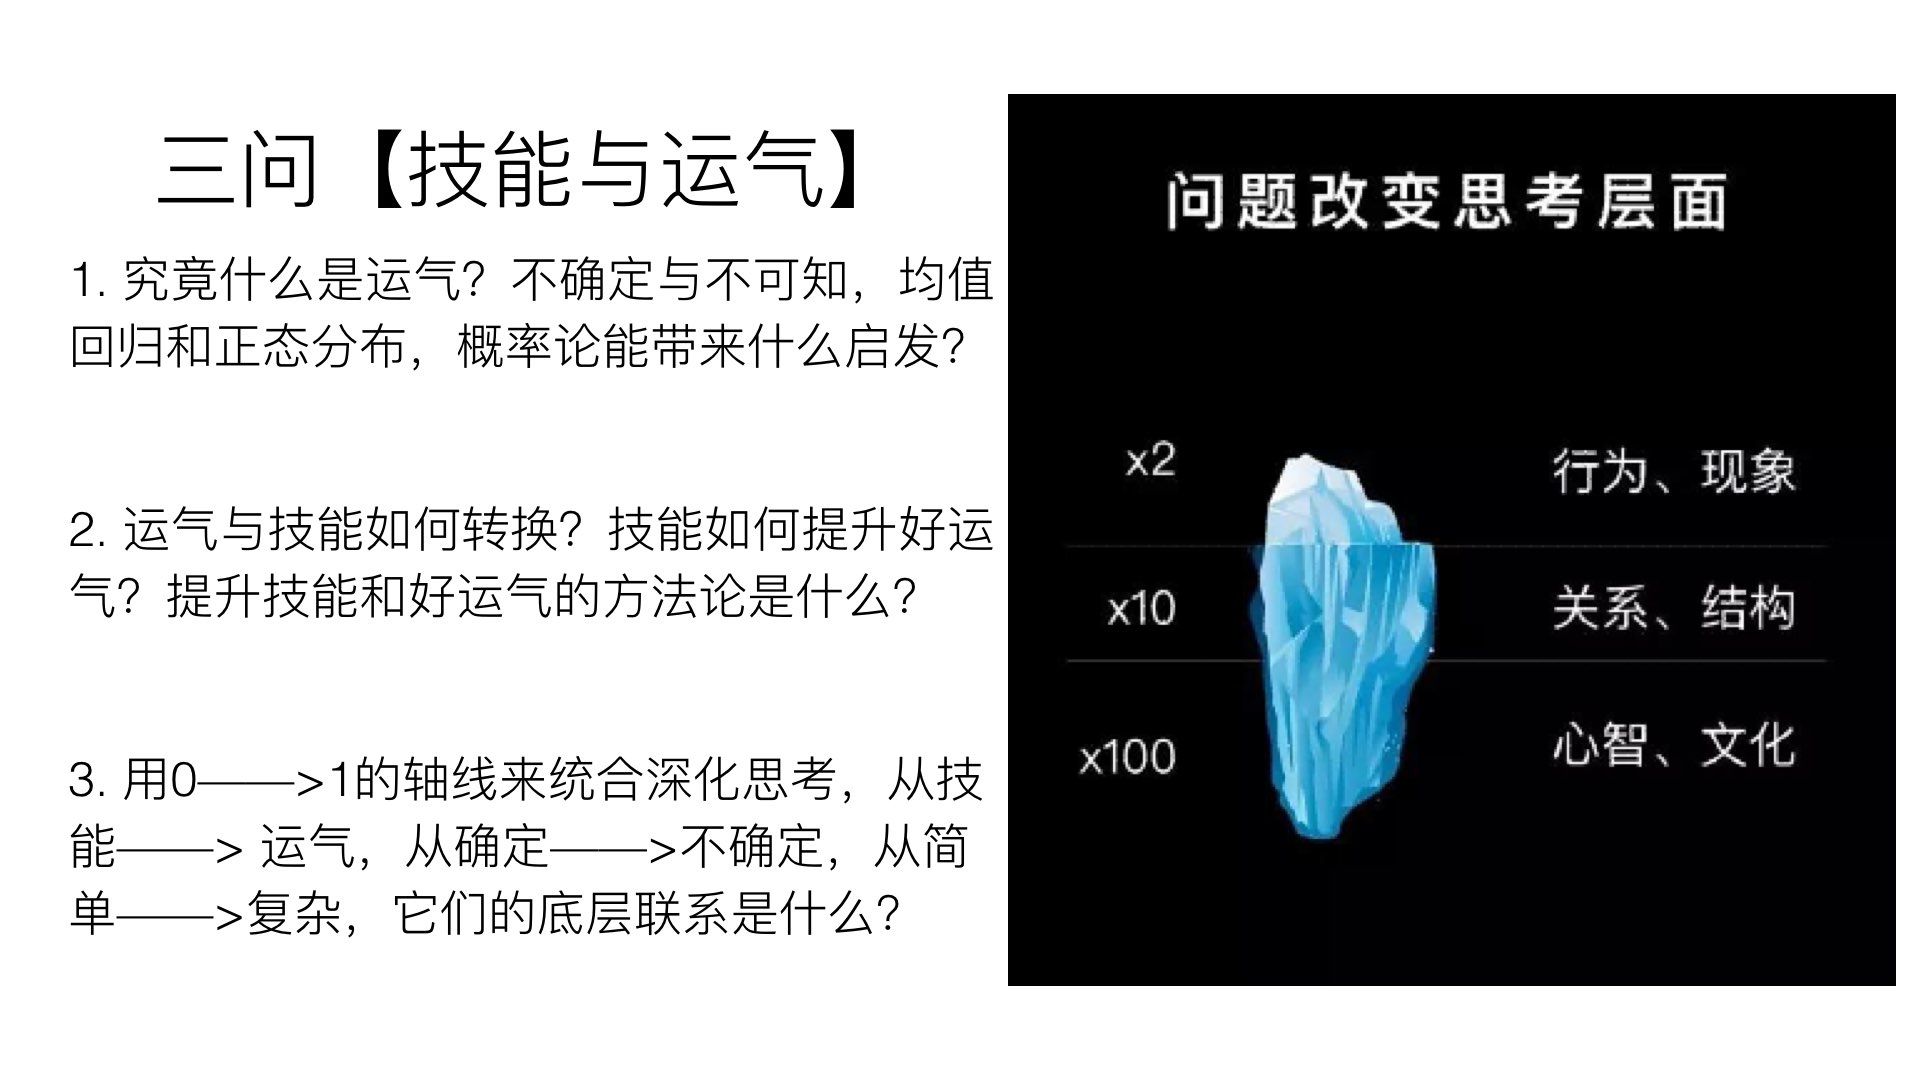 三问【技能与运气】
1. 究竟什么是运气？不确定与不可知，均值
回归和正态分布，概率论能带来什么启发？
2. 运气与技能如何转换？技能如何提升好运
气？提升技能和好运气的方法论是什么？
3. 用0——>1的轴线来统合深化思考，从技
能——> 运气，从确定——>不确定，从简
单——>复杂，它们的底层联系是什么？
问题改变思考层面
x2 行为、现象
x10 关系、结构
x100 心智、文化